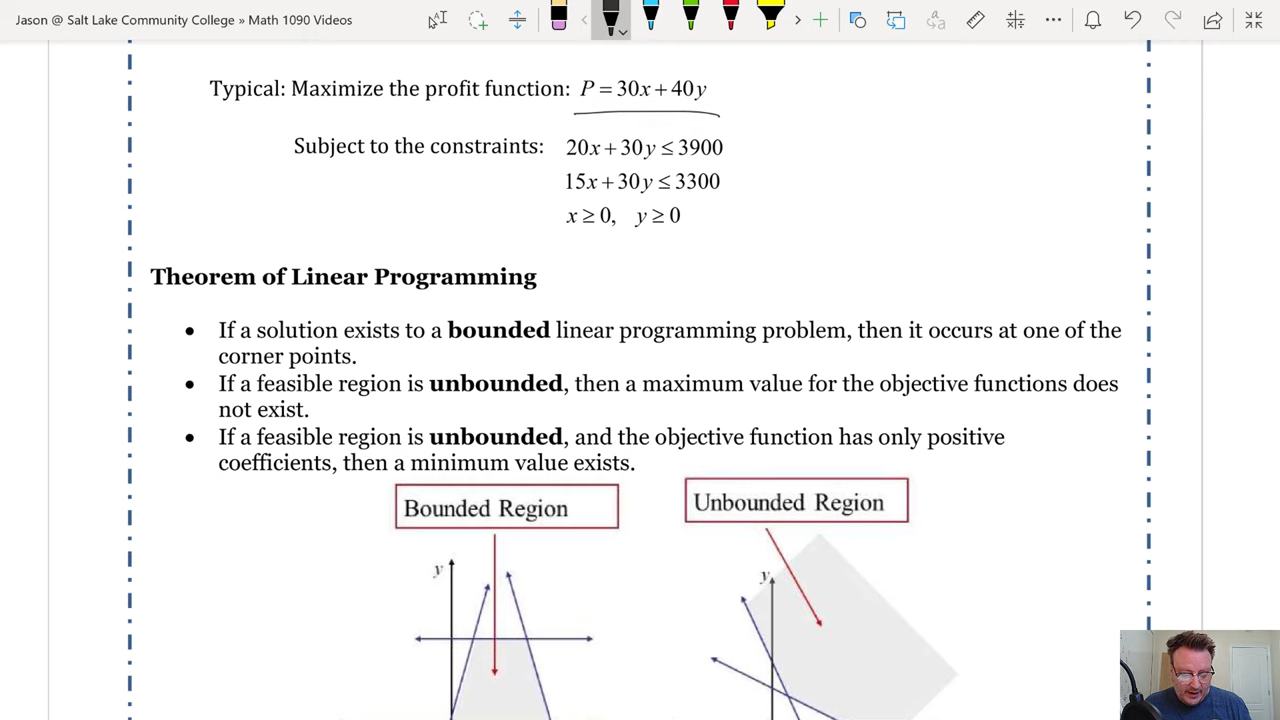 Jason @ Salt Lake Community College » Math 1090 Videos
Typical: Maximize the profit function: P = 30x + 40y
Subject to the constraints: 20x + 30y ≤ 3900
15x + 30y ≤ 3300
x ≥ 0, y ≥ 0
Theorem of Linear Programming
• If a solution exists to a bounded linear programming problem, then it occurs at one of the
corner points.
• If a feasible region is unbounded, then a maximum value for the objective functions does
not exist.
• If a feasible region is unbounded, and the objective function has only positive
coefficients, then a minimum value exists.
Bounded Region
Unbounded Region
y
y